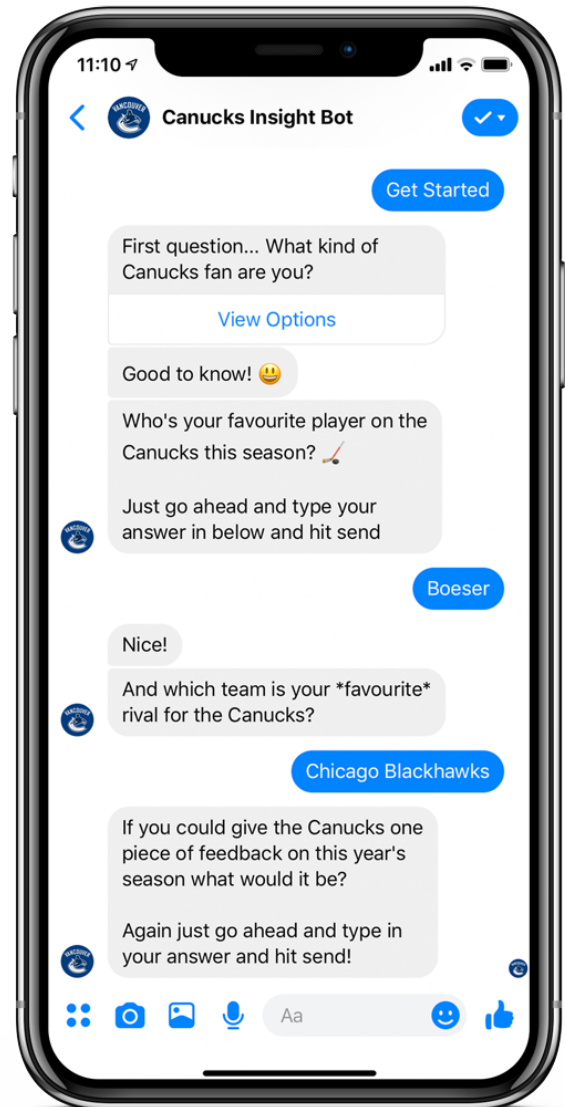 11:10
Canucks Insight Bot
Get Started
First question... What kind of
Canucks fan are you?
View Options
Good to know! 😃
Who's your favourite player on the
Canucks this season? 🏒
Just go ahead and type your
answer in below and hit send
VANCOUVER
Boeser
Nice!
And which team is your *favourite*
rival for the Canucks?
VANCOUVER
Chicago Blackhawks
If you could give the Canucks one
piece of feedback on this year's
season what would it be?
Again just go ahead and type in
your answer and hit send!
VANCOUVER
Aa